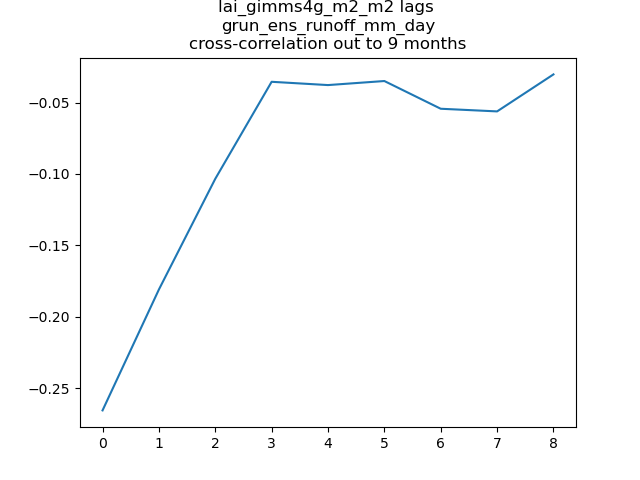 lai_gimms4g_m2_m2 lags
grun_ens_runoff_mm_day
cross-correlation out to 9 months
−0.05
−0.10
−0.15
−0.20
−0.25
0 1 2 3 4 5 6 7 8